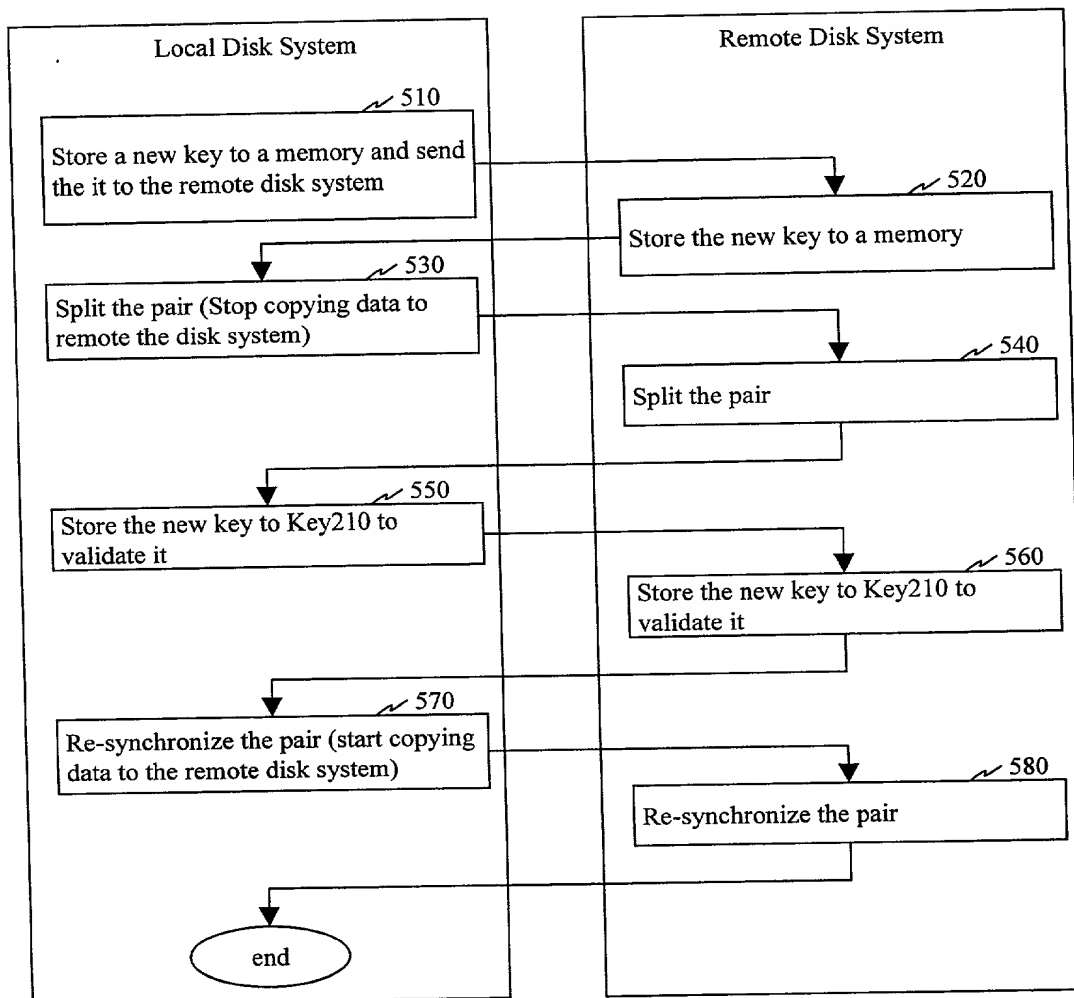 Local Disk System
Remote Disk System
510
Store a new key to a memory and send
the it to the remote disk system
520
Store the new key to a memory
530
Split the pair (Stop copying data to
remote the disk system)
540
Split the pair
550
Store the new key to Key210 to
validate it
560
Store the new key to Key210 to
validate it
570
Re-synchronize the pair (start copying
data to the remote disk system)
580
Re-synchronize the pair
end